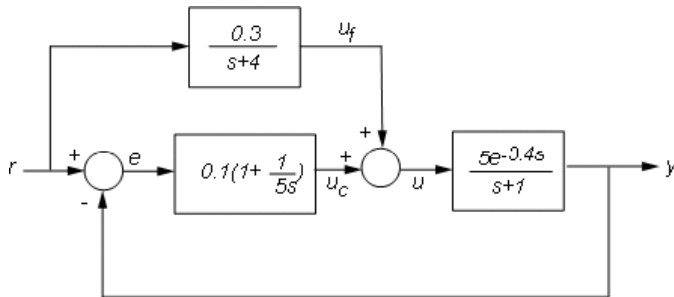 0.3
s+4
u_f
+
r + e 0.1(1+ 1/5s) + u_c u 5e^-0.4s
s+1 y
-